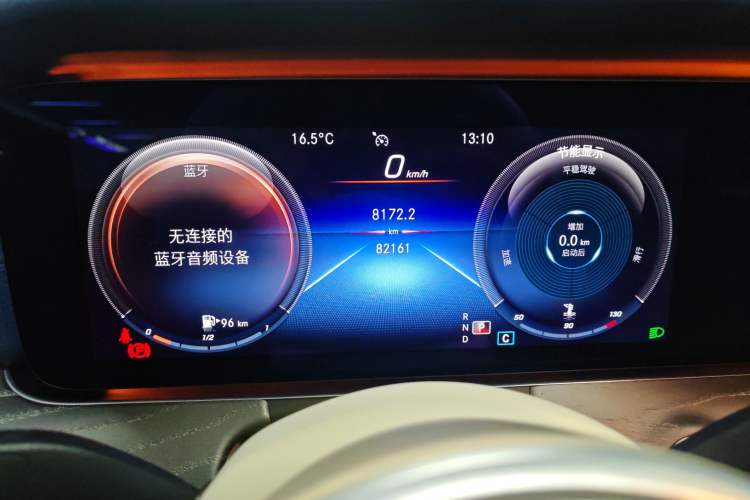 16.5°C
13:10
0 km/h
蓝牙
无连接的
蓝牙音频设备
8172.2
km
82161
节能显示
平稳驾驶
加速
滑行
增加
0.0 km
启动后
96 km
0
1/2
1
R
N
D
P
C
50
90
130
P